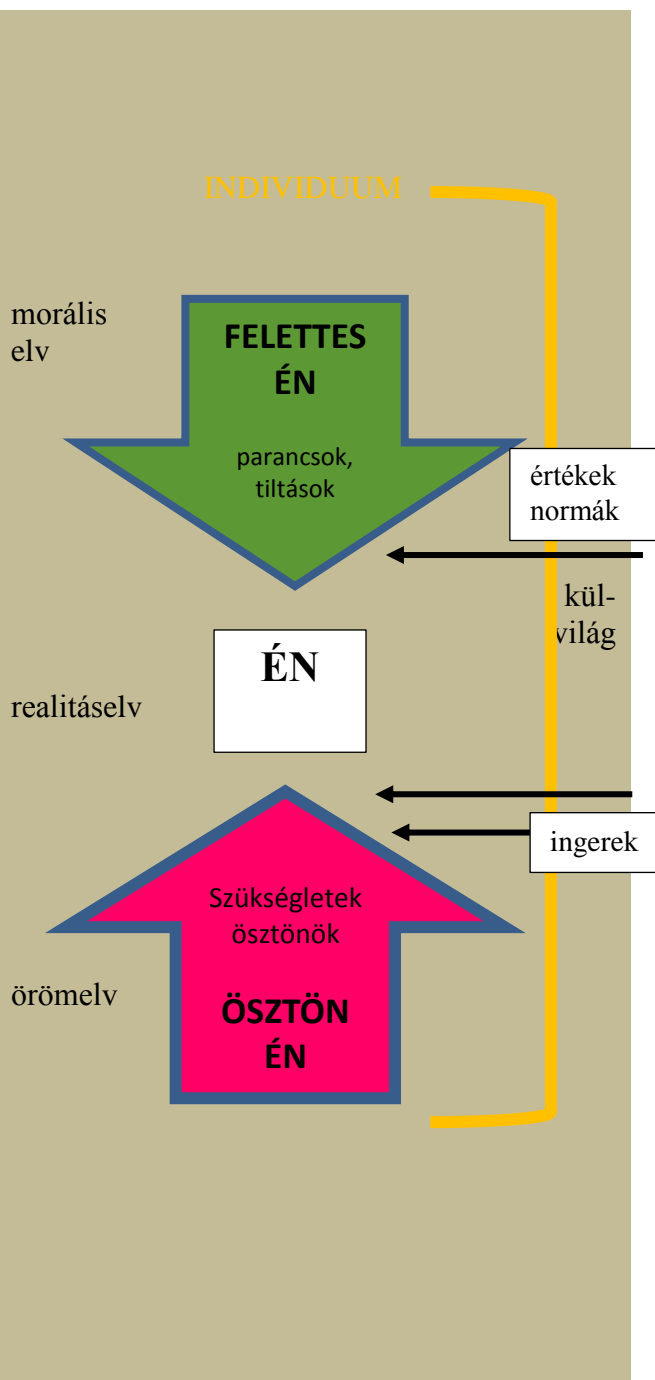 INDIVIDUUM
morális
elv
FELETTES
ÉN
parancsok,
tiltások
értékek
normák
kül-
világ
ÉN
realitáselv
ingerek
Szükségletek
ösztönök
örömelv
ÖSZTÖN
ÉN